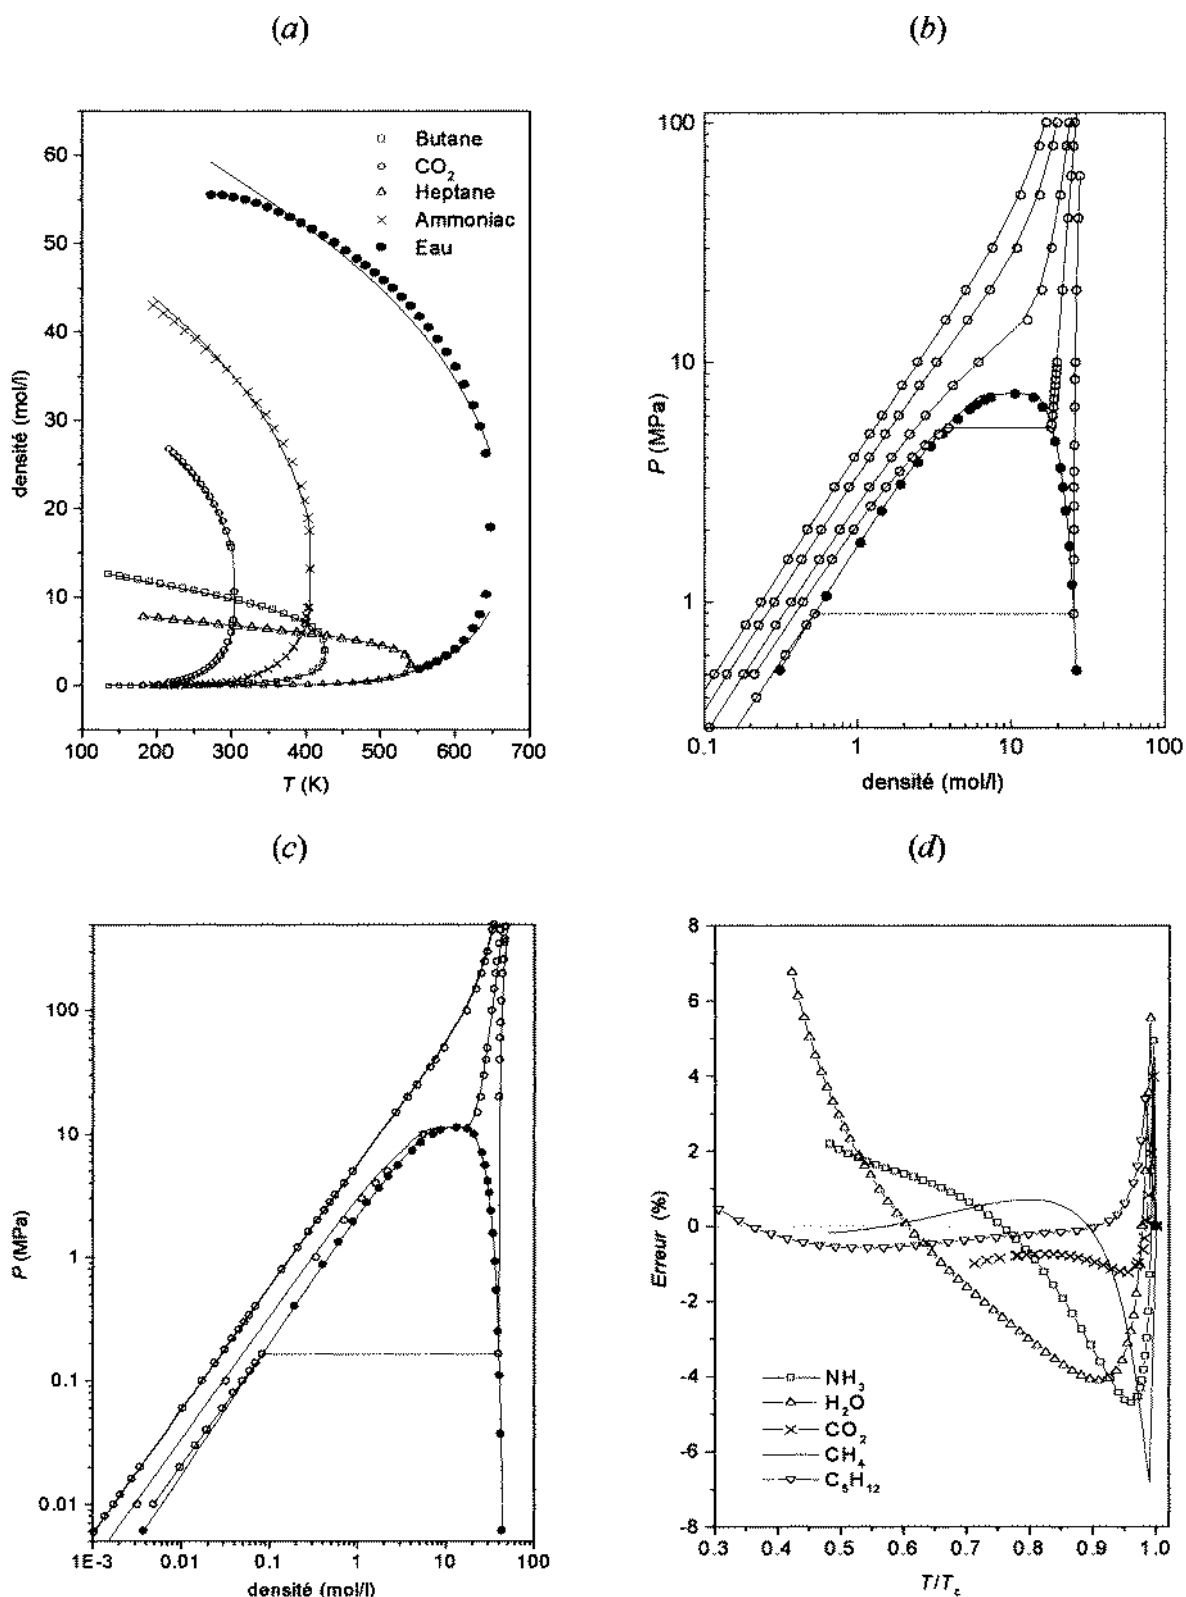 (a)
60
50
40
30
20
10
0
densité (mol/l)
Butane
CO₂
Heptane
Ammoniac
Eau
100 200 300 400 500 600 700
T (K)
(b)
100
10
1
P (MPa)
0.1 1 10 100
densité (mol/l)
(c)
100
10
1
0.1
0.01
P (MPa)
1E-3 0.01 0.1 1 10 100
densité (mol/l)
(d)
8
6
4
2
0
-2
-4
-6
-8
Erreur (%)
NH₃
H₂O
CO₂
CH₄
C₅H₁₂
0.3 0.4 0.5 0.6 0.7 0.8 0.9 1.0
T/T꜀